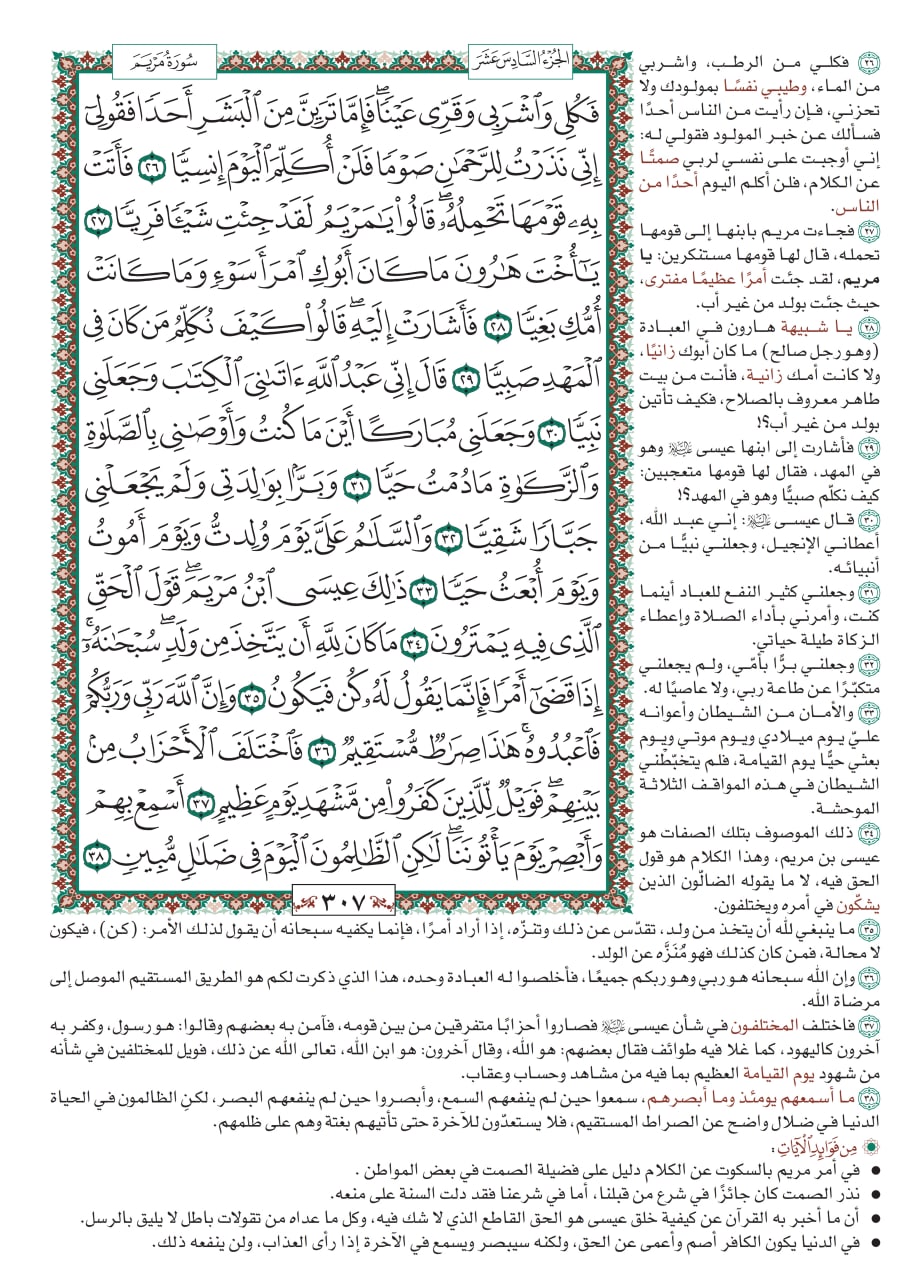 الجُزْءُ السَّادِسَ عَشَرَ
سُورَةُ مَرْيَمَ
فَكُلِى وَٱشْرَبِى وَقَرِّى عَيْنًاۖ فَإِمَّا تَرَيِنَّ مِنَ ٱلْبَشَرِ أَحَدًا فَقُولِىٓ
إِنِّى نَذَرْتُ لِلرَّحْمَٰنِ صَوْمًا فَلَنْ أُكَلِّمَ ٱلْيَوْمَ إِنسِيًّا ٢٦ فَأَتَتْ
بِهِۦ قَوْمَهَا تَحْمِلُهُۥۖ قَالُوا۟ يَٰمَرْيَمُ لَقَدْ جِئْتِ شَيْـًٔا فَرِيًّا ٢٧
يَٰٓأُخْتَ هَٰرُونَ مَا كَانَ أَبُوكِ ٱمْرَأَ سَوْءٍ وَمَا كَانَتْ
أُمُّكِ بَغِيًّا ٢٨ فَأَشَارَتْ إِلَيْهِۖ قَالُوا۟ كَيْفَ نُكَلِّمُ مَن كَانَ فِى
ٱلْمَهْدِ صَبِيًّا ٢٩ قَالَ إِنِّى عَبْدُ ٱللَّهِ ءَاتَىٰنِىَ ٱلْكِتَٰبَ وَجَعَلَنِى
نَبِيًّا ٣٠ وَجَعَلَنِى مُبَارَكًا أَيْنَ مَا كُنتُ وَأَوْصَٰنِى بِٱلصَّلَوٰةِ
وَٱلزَّكَوٰةِ مَا دُمْتُ حَيًّا ٣١ وَبَرًّۢا بِوَٰلِدَتِى وَلَمْ يَجْعَلْنِى
جَبَّارًا شَقِيًّا ٣٢ وَٱلسَّلَٰمُ عَلَىَّ يَوْمَ وُلِدتُّ وَيَوْمَ أَمُوتُ
وَيَوْمَ أُبْعَثُ حَيًّا ٣٣ ذَٰلِكَ عِيسَى ٱبْنُ مَرْيَمَۖ قَوْلَ ٱلْحَقِّ
ٱلَّذِى فِيهِ يَمْتَرُونَ ٣٤ مَا كَانَ لِلَّهِ أَن يَتَّخِذَ مِن وَلَدٍۖ سُبْحَٰنَهُۥٓۚ
إِذَا قَضَىٰٓ أَمْرًا فَإِنَّمَا يَقُولُ لَهُۥ كُن فَيَكُونُ ٣٥ وَإِنَّ ٱللَّهَ رَبِّى وَرَبُّكُمْ
فَٱعْبُدُوهُۚ هَٰذَا صِرَٰطٌ مُّسْتَقِيمٌ ٣٦ فَٱخْتَلَفَ ٱلْأَحْزَابُ مِنۢ
بَيْنِهِمْۖ فَوَيْلٌ لِّلَّذِينَ كَفَرُوا۟ مِن مَّشْهَدِ يَوْمٍ عَظِيمٍ ٣٧ أَسْمِعْ بِهِمْ
وَأَبْصِرْ يَوْمَ يَأْتُونَنَاۖ لَٰكِنِ ٱلظَّٰلِمُونَ ٱلْيَوْمَ فِى ضَلَٰلٍ مُّبِينٍ ٣٨
٣٠٧
٢٦ فكلي من الرطب، واشربي
من الماء، وطيبي نفسًا بمولودك ولا
تحزني، فإن رأيت من الناس أحدًا
فسألك عن خبر المولود فقولي له:
إني أوجبت على نفسي لربي صمتًا
عن الكلام، فلن أكلم اليوم أحدًا من
الناس.
٢٧ فجاءت مريم بابنها إلى قومها
تحمله، قال لها قومها مستنكرين: يا
مريم، لقد جئت أمرًا عظيمًا مفترى،
حيث جئت بولد من غير أب.
٢٨ يا شبيهة هارون في العبادة
(وهو رجل صالح) ما كان أبوك زانيًا،
ولا كانت أمك زانية، فأنت من بيت
طاهر معروف بالصلاح، فكيف تأتين
بولد من غير أب؟!
٢٩ فأشارت إلى ابنها عيسى ﷺ وهو
في المهد، فقال لها قومها متعجبين:
كيف نكلّم صبيًّا وهو في المهد؟!
٣٠ قال عيسى ﷺ: إني عبد الله،
أعطاني الإنجيل، وجعلني نبيًّا من
أنبيائه.
٣١ وجعلني كثير النفع للعباد أينما
كنت، وأمرني بأداء الصلاة وإعطاء
الزكاة طيلة حياتي.
٣٢ وجعلني برًّا بأمّي، ولم يجعلني
متكبّرًا عن طاعة ربي، ولا عاصيًا له.
٣٣ والأمان من الشيطان وأعوانه
عليّ يوم ميلادي ويوم موتي ويوم
بعثي حيًّا يوم القيامة، فلم يتخبّطني
الشيطان في هذه المواقف الثلاثة
الموحشة.
٣٤ ذلك الموصوف بتلك الصفات هو
عيسى بن مريم، وهذا الكلام هو قول
الحق فيه، لا ما يقوله الضالّون الذين
يشكّون في أمره ويختلفون.
٣٥ ما ينبغي لله أن يتخذ من ولد، تقدّس عن ذلك وتنزّه، إذا أراد أمرًا، فإنما يكفيه سبحانه أن يقول لذلك الأمر: (كن)، فيكون
لا محالة، فمن كان كذلك فهو مُنَزَّه عن الولد.
٣٦ وإن الله سبحانه هو ربي وهو ربكم جميعًا، فأخلصوا له العبادة وحده، هذا الذي ذكرت لكم هو الطريق المستقيم الموصل إلى
مرضاة الله.
٣٧ فاختلف المختلفون في شأن عيسى ﷺ فصاروا أحزابًا متفرقين من بين قومه، فآمن به بعضهم وقالوا: هو رسول، وكفر به
آخرون كاليهود، كما غلا فيه طوائف فقال بعضهم: هو الله، وقال آخرون: هو ابن الله، تعالى الله عن ذلك، فويل للمختلفين في شأنه
من شهود يوم القيامة العظيم بما فيه من مشاهد وحساب وعقاب.
٣٨ ما أسمعهم يومئذ وما أبصرهم، سمعوا حين لم ينفعهم السمع، وأبصروا حين لم ينفعهم البصر، لكن الظالمون في الحياة
الدنيا في ضلال واضح عن الصراط المستقيم، فلا يستعدّون للآخرة حتى تأتيهم بغتة وهم على ظلمهم.
مِن فَوَائِدِ الْآيَاتِ:
• في أمر مريم بالسكوت عن الكلام دليل على فضيلة الصمت في بعض المواطن .
• نذر الصمت كان جائزًا في شرع من قبلنا، أما في شرعنا فقد دلت السنة على منعه.
• أن ما أخبر به القرآن عن كيفية خلق عيسى هو الحق القاطع الذي لا شك فيه، وكل ما عداه من تقولات باطل لا يليق بالرسل.
• في الدنيا يكون الكافر أصم وأعمى عن الحق، ولكنه سيبصر ويسمع في الآخرة إذا رأى العذاب، ولن ينفعه ذلك.